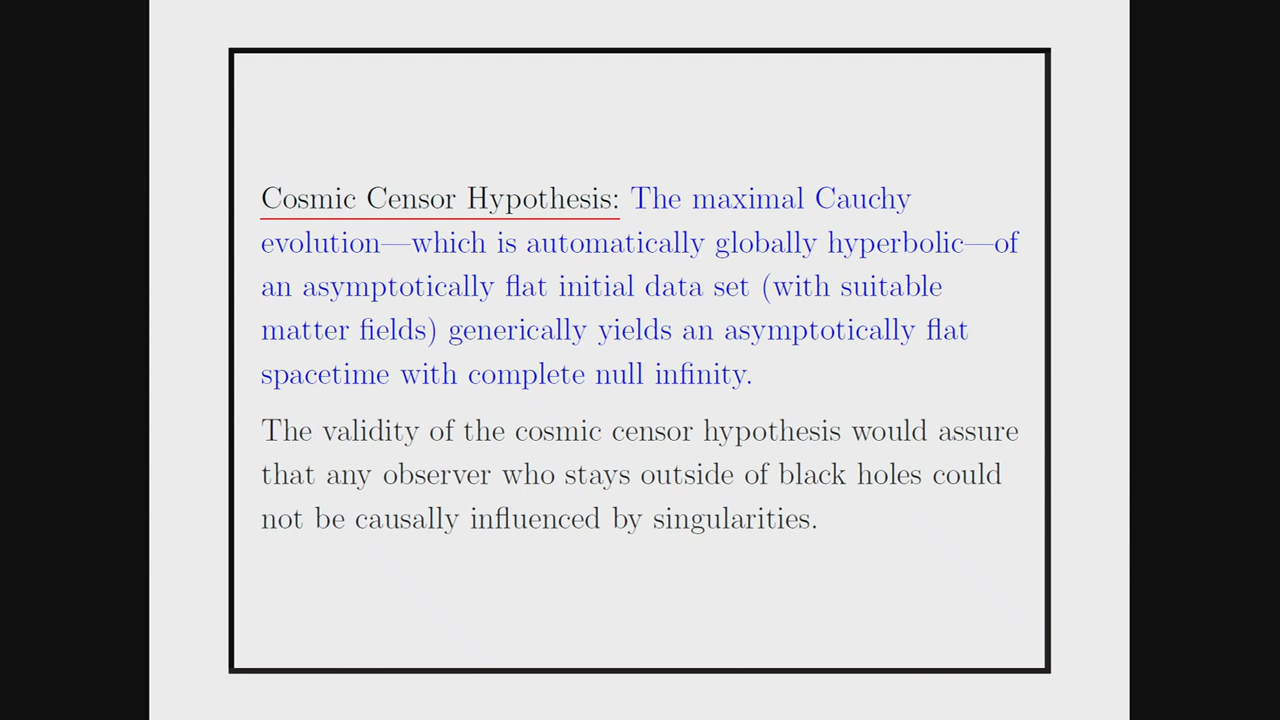 Cosmic Censor Hypothesis: The maximal Cauchy
evolution—which is automatically globally hyperbolic—of
an asymptotically flat initial data set (with suitable
matter fields) generically yields an asymptotically flat
spacetime with complete null infinity.
The validity of the cosmic censor hypothesis would assure
that any observer who stays outside of black holes could
not be causally influenced by singularities.